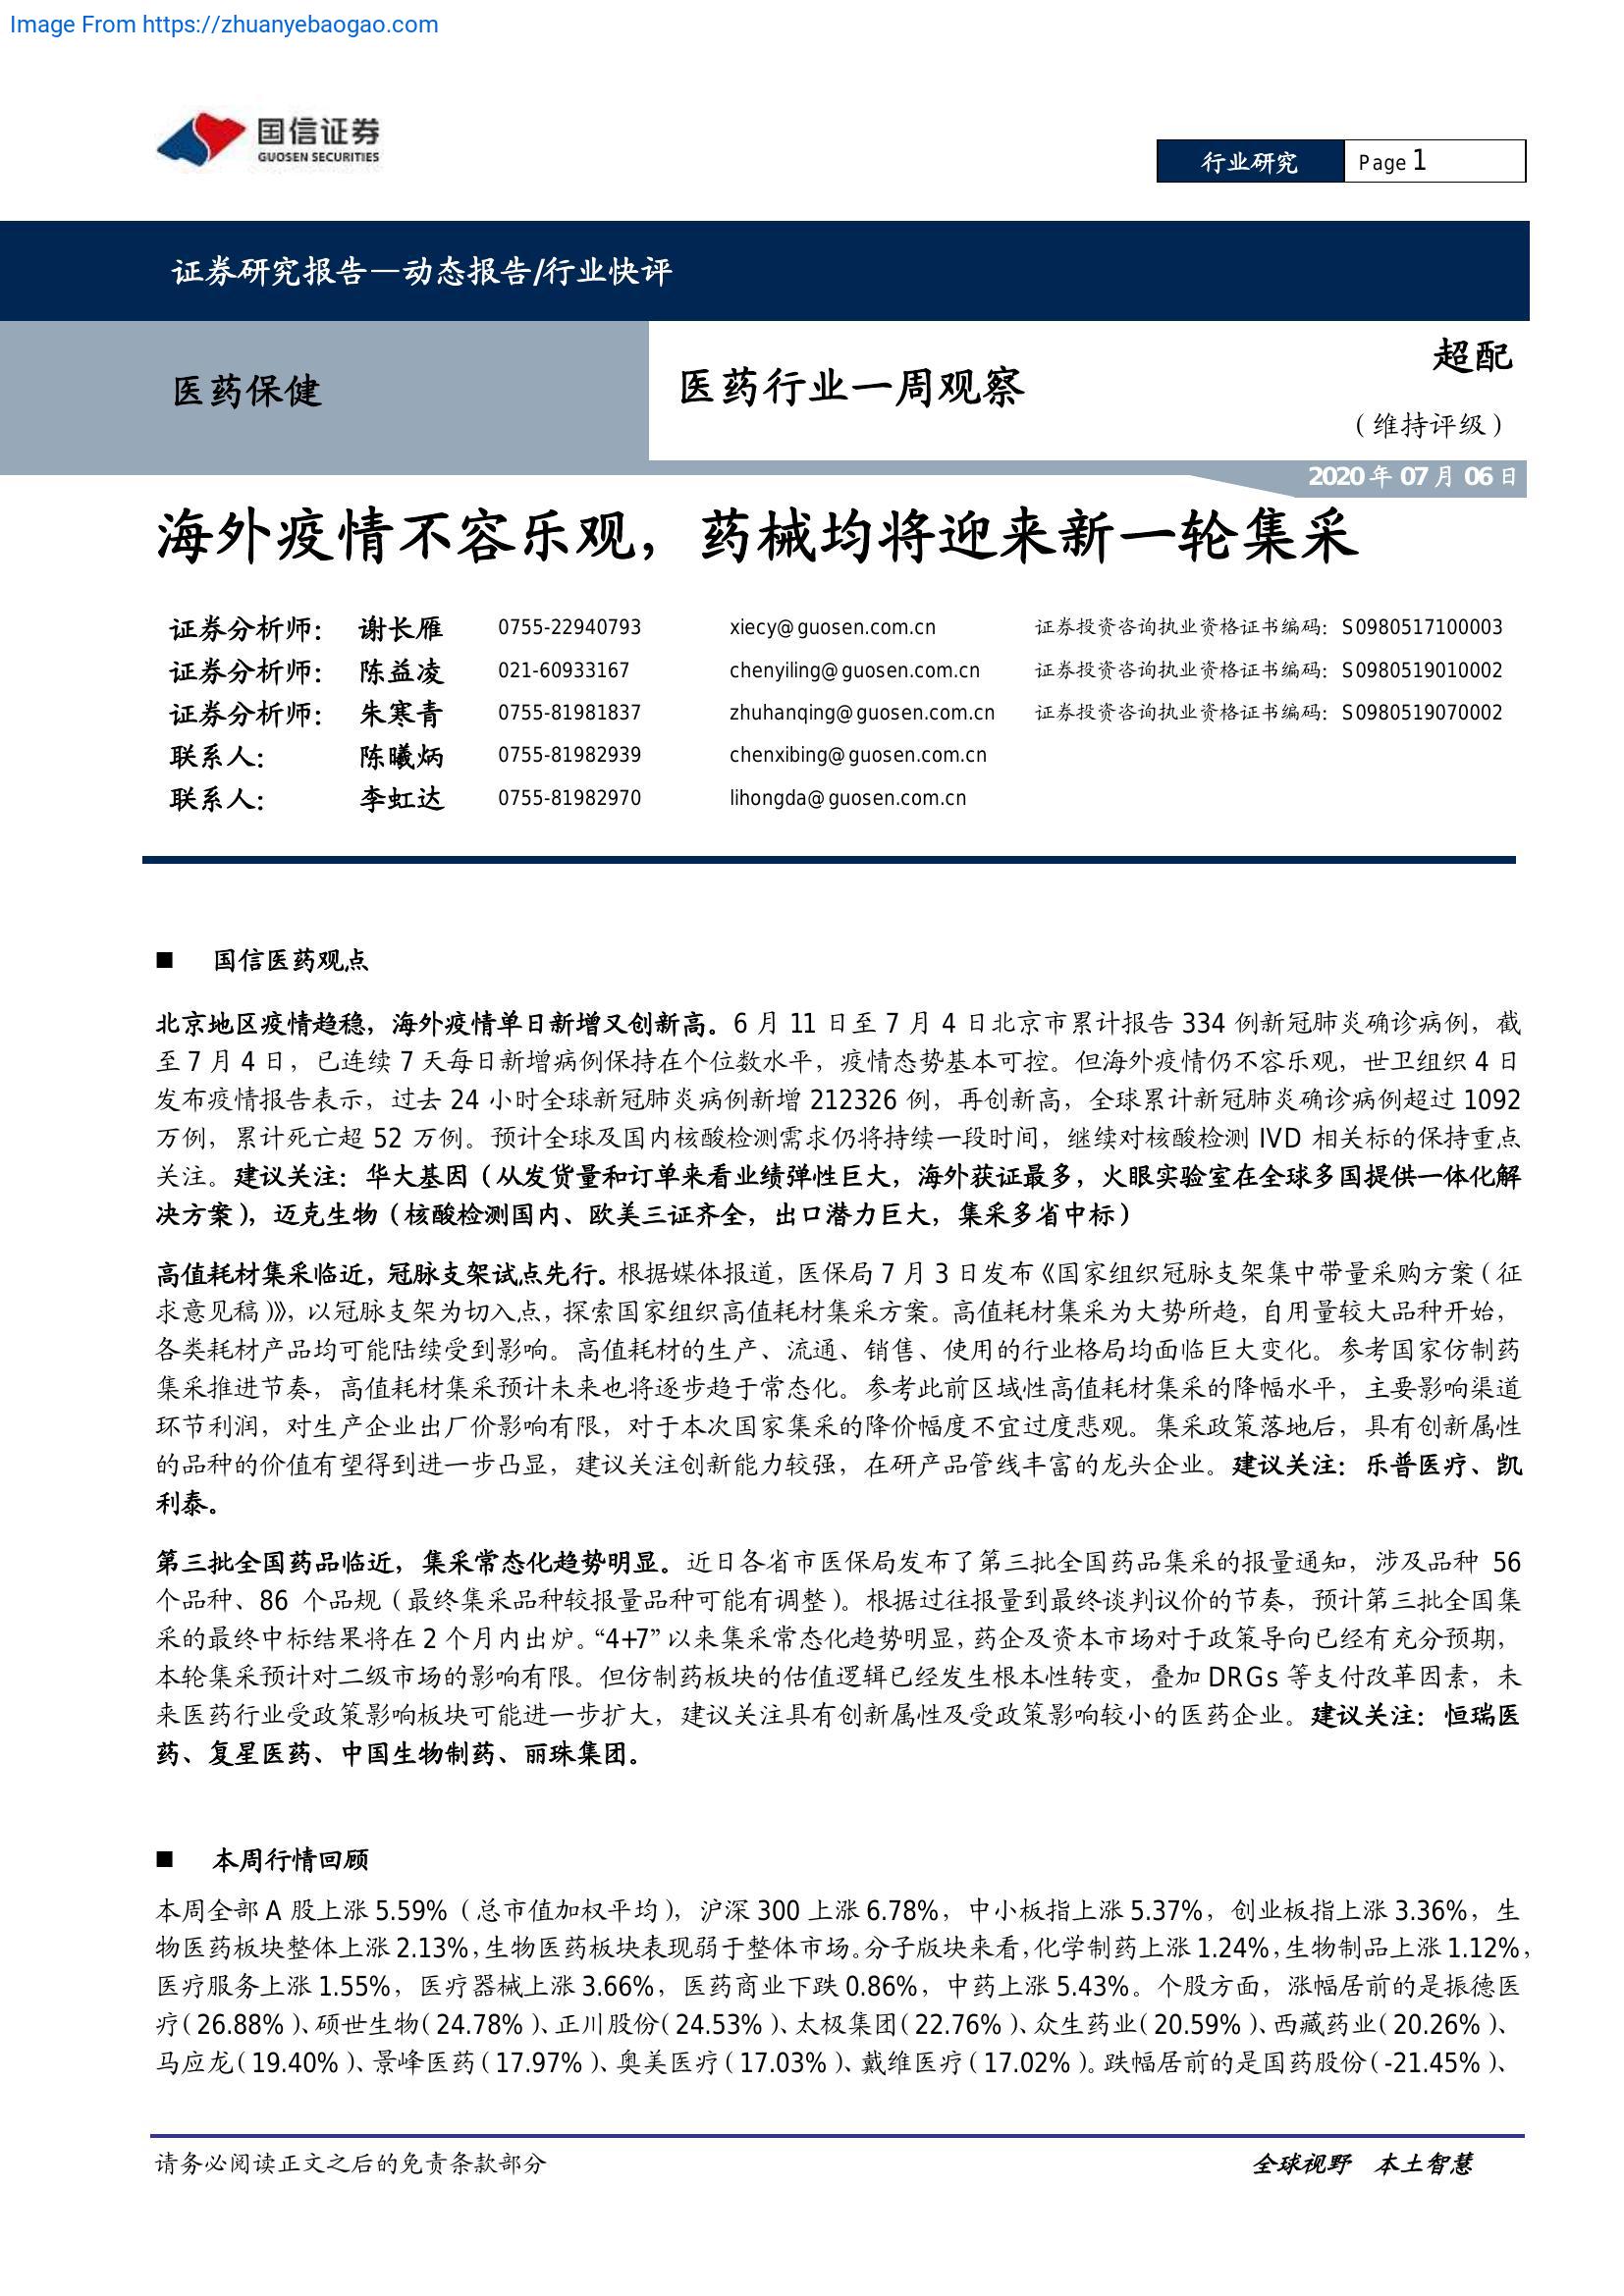 Image From https://zhuanyebaogao.com
国信证券
GUOSEN SECURITIES
行业研究 Page 1
证券研究报告—动态报告/行业快评
医药保健
医药行业一周观察
超配
（维持评级）
2020 年 07 月 06 日
海外疫情不容乐观，药械均将迎来新一轮集采
证券分析师： 谢长雁 0755-22940793 xiecy@guosen.com.cn 证券投资咨询执业资格证书编码：S0980517100003
证券分析师： 陈益凌 021-60933167 chenyiling@guosen.com.cn 证券投资咨询执业资格证书编码：S0980519010002
证券分析师： 朱寒青 0755-81981837 zhuhanqing@guosen.com.cn 证券投资咨询执业资格证书编码：S0980519070002
联系人： 陈曦炳 0755-81982939 chenxibing@guosen.com.cn
联系人： 李虹达 0755-81982970 lihongda@guosen.com.cn
■ 国信医药观点
北京地区疫情趋稳，海外疫情单日新增又创新高。6 月 11 日至 7 月 4 日北京市累计报告 334 例新冠肺炎确诊病例，截
至 7 月 4 日，已连续 7 天每日新增病例保持在个位数水平，疫情态势基本可控。但海外疫情仍不容乐观，世卫组织 4 日
发布疫情报告表示，过去 24 小时全球新冠肺炎病例新增 212326 例，再创新高，全球累计新冠肺炎确诊病例超过 1092
万例，累计死亡超 52 万例。预计全球及国内核酸检测需求仍将持续一段时间，继续对核酸检测 IVD 相关标的保持重点
关注。建议关注：华大基因（从发货量和订单来看业绩弹性巨大，海外获证最多，火眼实验室在全球多国提供一体化解
决方案），迈克生物（核酸检测国内、欧美三证齐全，出口潜力巨大，集采多省中标）
高值耗材集采临近，冠脉支架试点先行。根据媒体报道，医保局 7 月 3 日发布《国家组织冠脉支架集中带量采购方案（征
求意见稿）》，以冠脉支架为切入点，探索国家组织高值耗材集采方案。高值耗材集采为大势所趋，自用量较大品种开始，
各类耗材产品均可能陆续受到影响。高值耗材的生产、流通、销售、使用的行业格局均面临巨大变化。参考国家仿制药
集采推进节奏，高值耗材集采预计未来也将逐步趋于常态化。参考此前区域性高值耗材集采的降幅水平，主要影响渠道
环节利润，对生产企业出厂价影响有限，对于本次国家集采的降价幅度不宜过度悲观。集采政策落地后，具有创新属性
的品种的价值有望得到进一步凸显，建议关注创新能力较强，在研产品管线丰富的龙头企业。建议关注：乐普医疗、凯
利泰。
第三批全国药品临近，集采常态化趋势明显。近日各省市医保局发布了第三批全国药品集采的报量通知，涉及品种 56
个品种、86 个品规（最终集采品种较报量品种可能有调整）。根据过往报量到最终谈判议价的节奏，预计第三批全国集
采的最终中标结果将在 2 个月内出炉。“4+7”以来集采常态化趋势明显，药企及资本市场对于政策导向已经有充分预期，
本轮集采预计对二级市场的影响有限。但仿制药板块的估值逻辑已经发生根本性转变，叠加 DRGs 等支付改革因素，未
来医药行业受政策影响板块可能进一步扩大，建议关注具有创新属性及受政策影响较小的医药企业。建议关注：恒瑞医
药、复星医药、中国生物制药、丽珠集团。
■ 本周行情回顾
本周全部 A 股上涨 5.59%（总市值加权平均），沪深 300 上涨 6.78%，中小板指上涨 5.37%，创业板指上涨 3.36%，生
物医药板块整体上涨 2.13%，生物医药板块表现弱于整体市场。分子版块来看，化学制药上涨 1.24%，生物制品上涨 1.12%，
医疗服务上涨 1.55%，医疗器械上涨 3.66%，医药商业下跌 0.86%，中药上涨 5.43%。个股方面，涨幅居前的是振德医
疗（26.88%）、硕世生物（24.78%）、正川股份（24.53%）、太极集团（22.76%）、众生药业（20.59%）、西藏药业（20.26%）、
马应龙（19.40%）、景峰医药（17.97%）、奥美医疗（17.03%）、戴维医疗（17.02%）。跌幅居前的是国药股份（-21.45%）、
请务必阅读正文之后的免责条款部分 全球视野 本土智慧